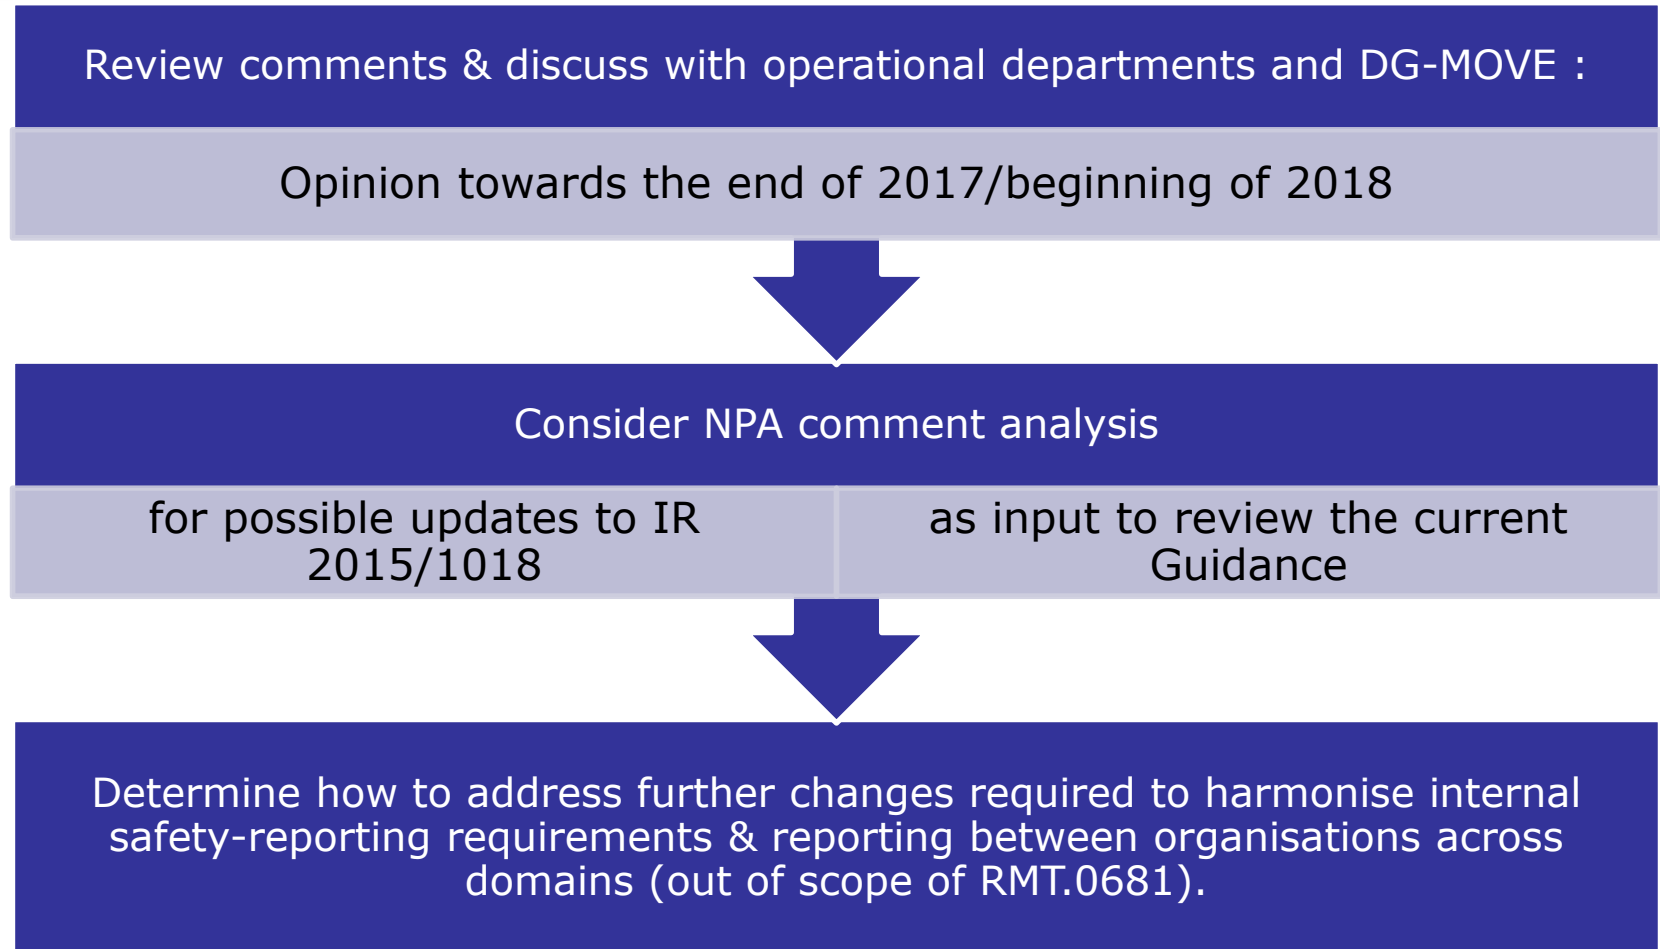 Review comments & discuss with operational departments and DG-MOVE :
Opinion towards the end of 2017/beginning of 2018
Consider NPA comment analysis
for possible updates to IR
2015/1018
as input to review the current
Guidance
Determine how to address further changes required to harmonise internal
safety-reporting requirements & reporting between organisations across
domains (out of scope of RMT.0681).